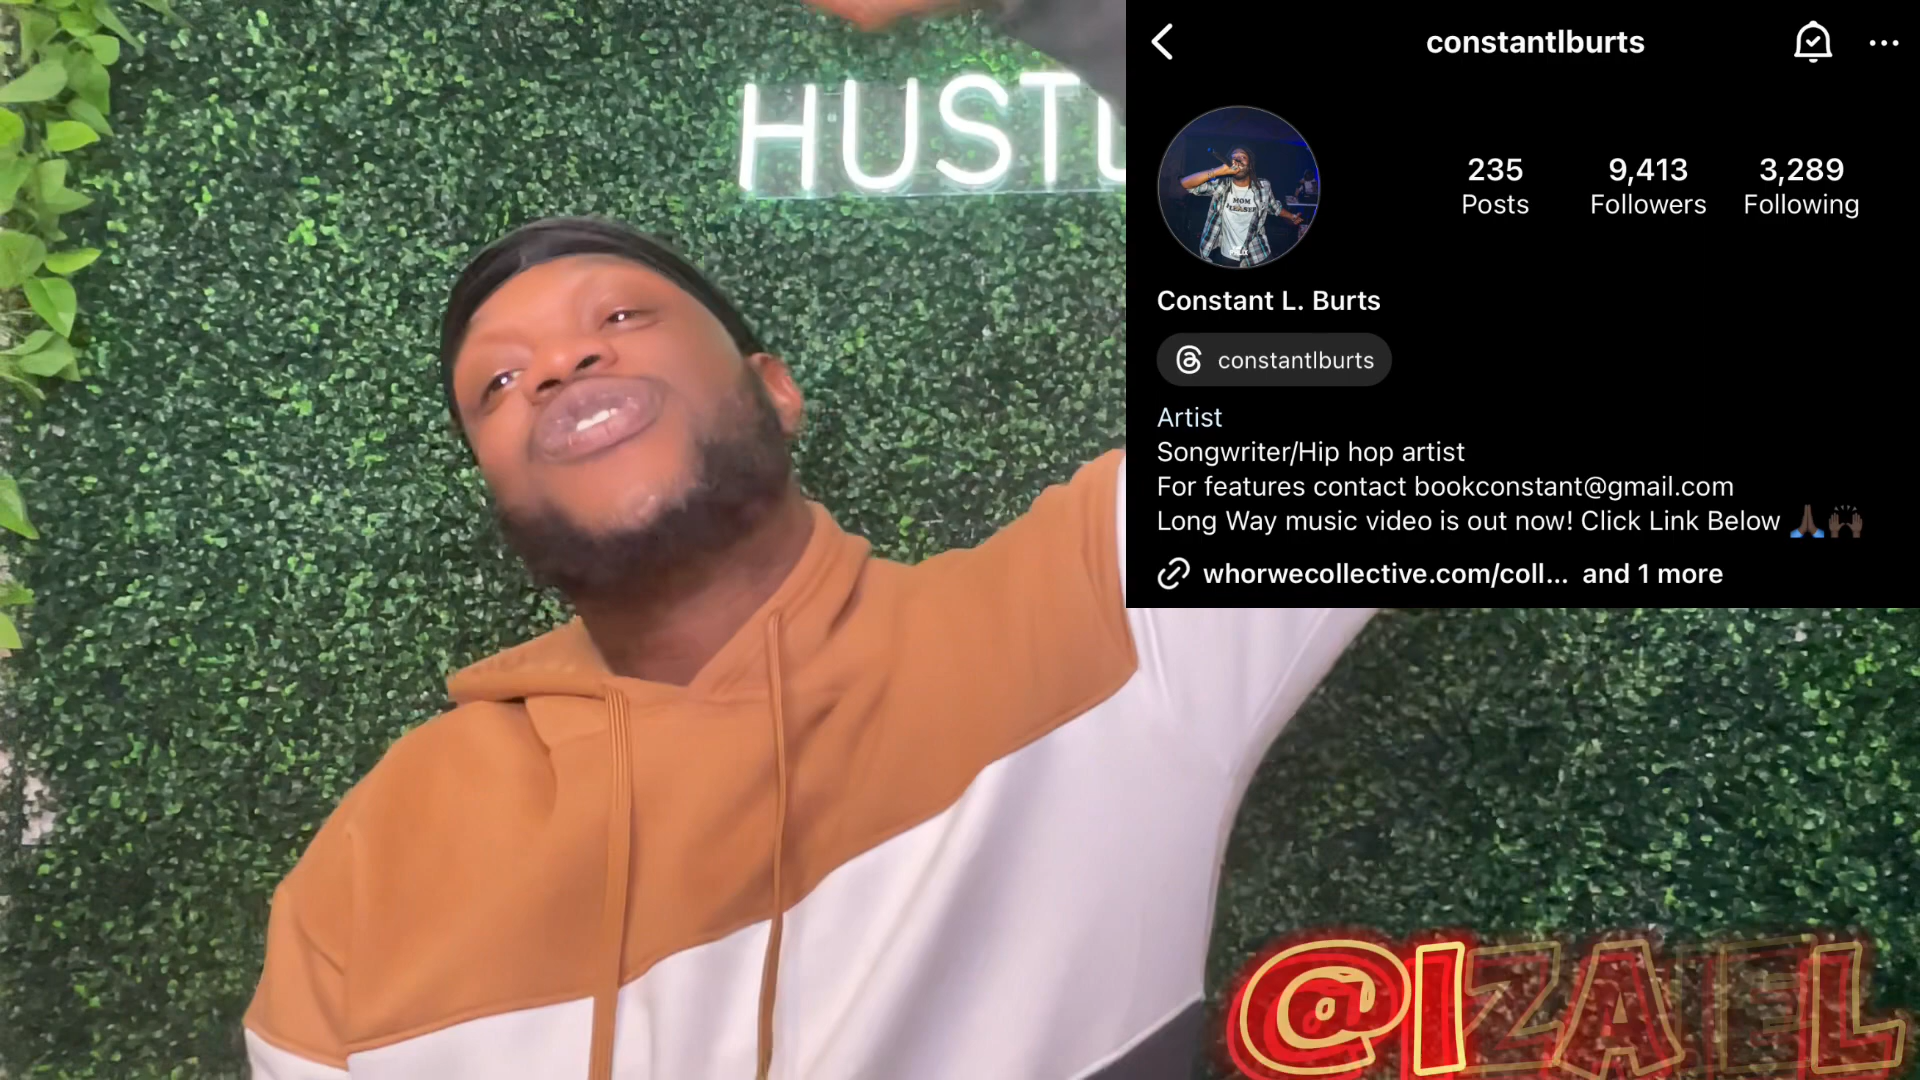 HUSTL
constantlburts
235
9,413
3,289
Posts
Followers
Following
MOM
Constant L. Burts
constantlburts
Artist
Songwriter/Hip hop artist
For features contact bookconstant@gmail.com
Long Way music video is out now! Click Link Below 🙏🏿🙌🏿
whorwecollective.com/coll... and 1 more
@IZAIEL